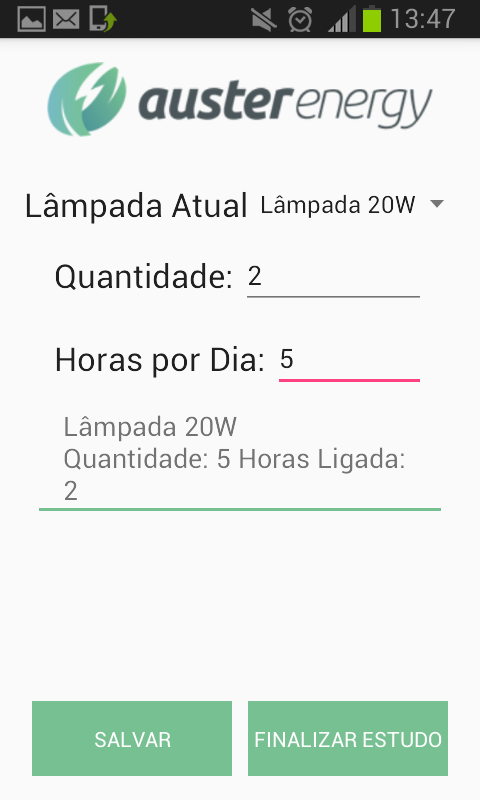 13:47
auster energy
Lâmpada Atual Lâmpada 20W
Quantidade: 2
Horas por Dia: 5
Lâmpada 20W
Quantidade: 5 Horas Ligada:
2
SALVAR FINALIZAR ESTUDO